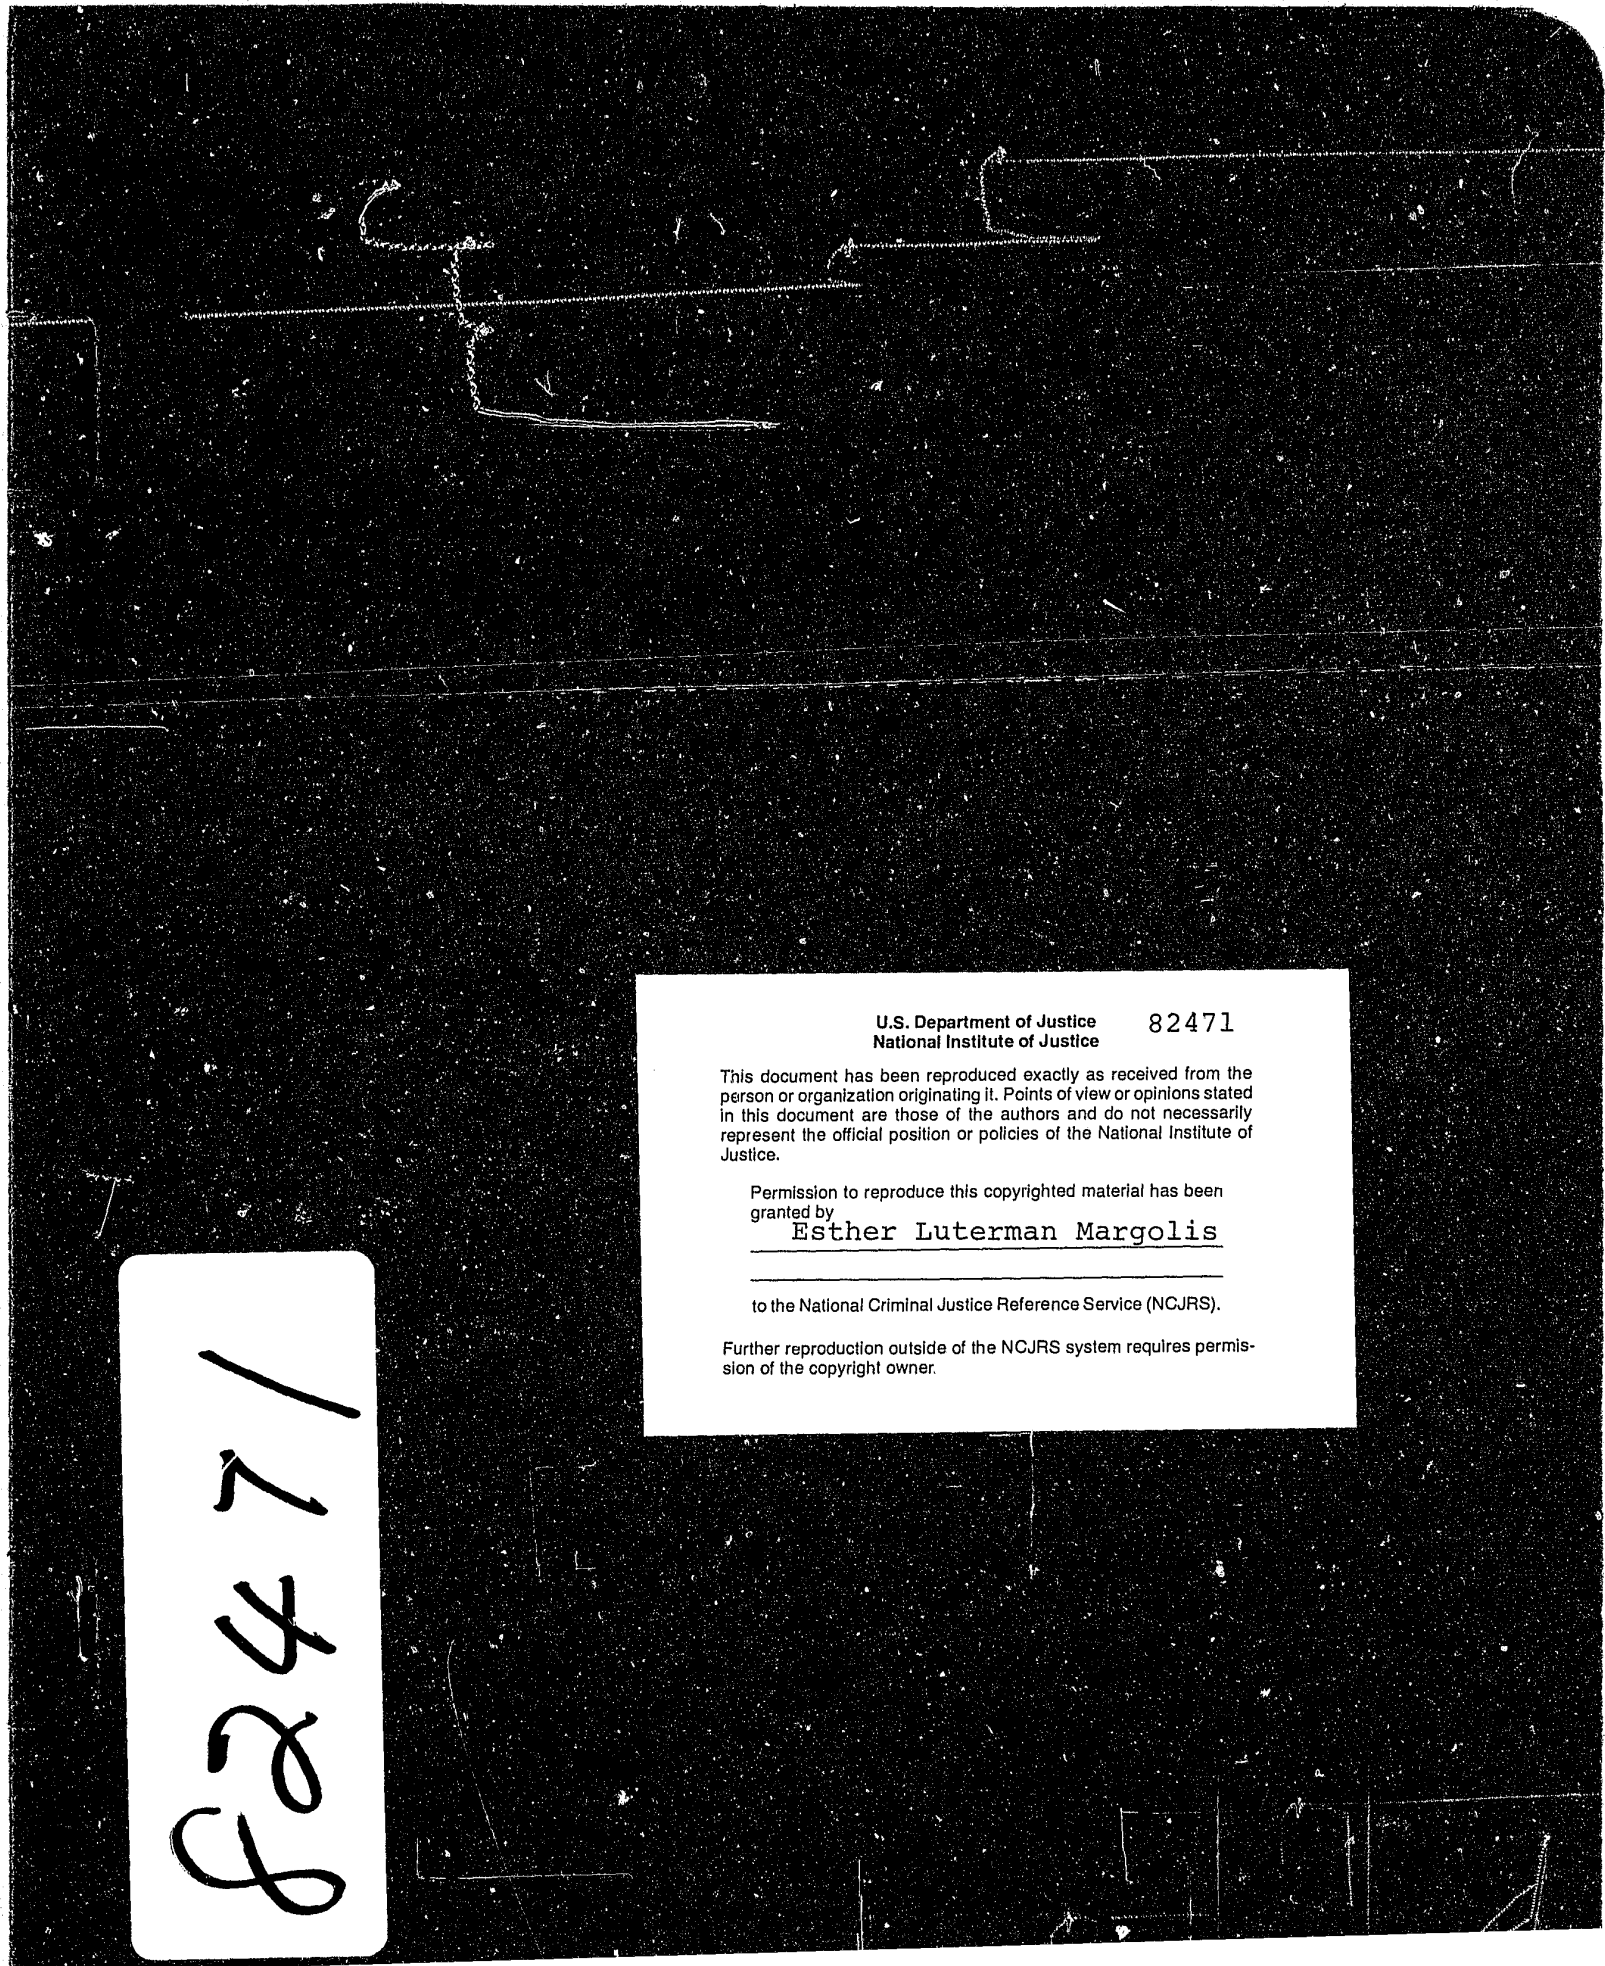 U.S. Department of Justice 82471
National Institute of Justice
This document has been reproduced exactly as received from the
person or organization originating it. Points of view or opinions stated
in this document are those of the authors and do not necessarily
represent the official position or policies of the National Institute of
Justice.
Permission to reproduce this copyrighted material has been
granted by
Esther Luterman Margolis
to the National Criminal Justice Reference Service (NCJRS).
Further reproduction outside of the NCJRS system requires permis-
sion of the copyright owner.
82471